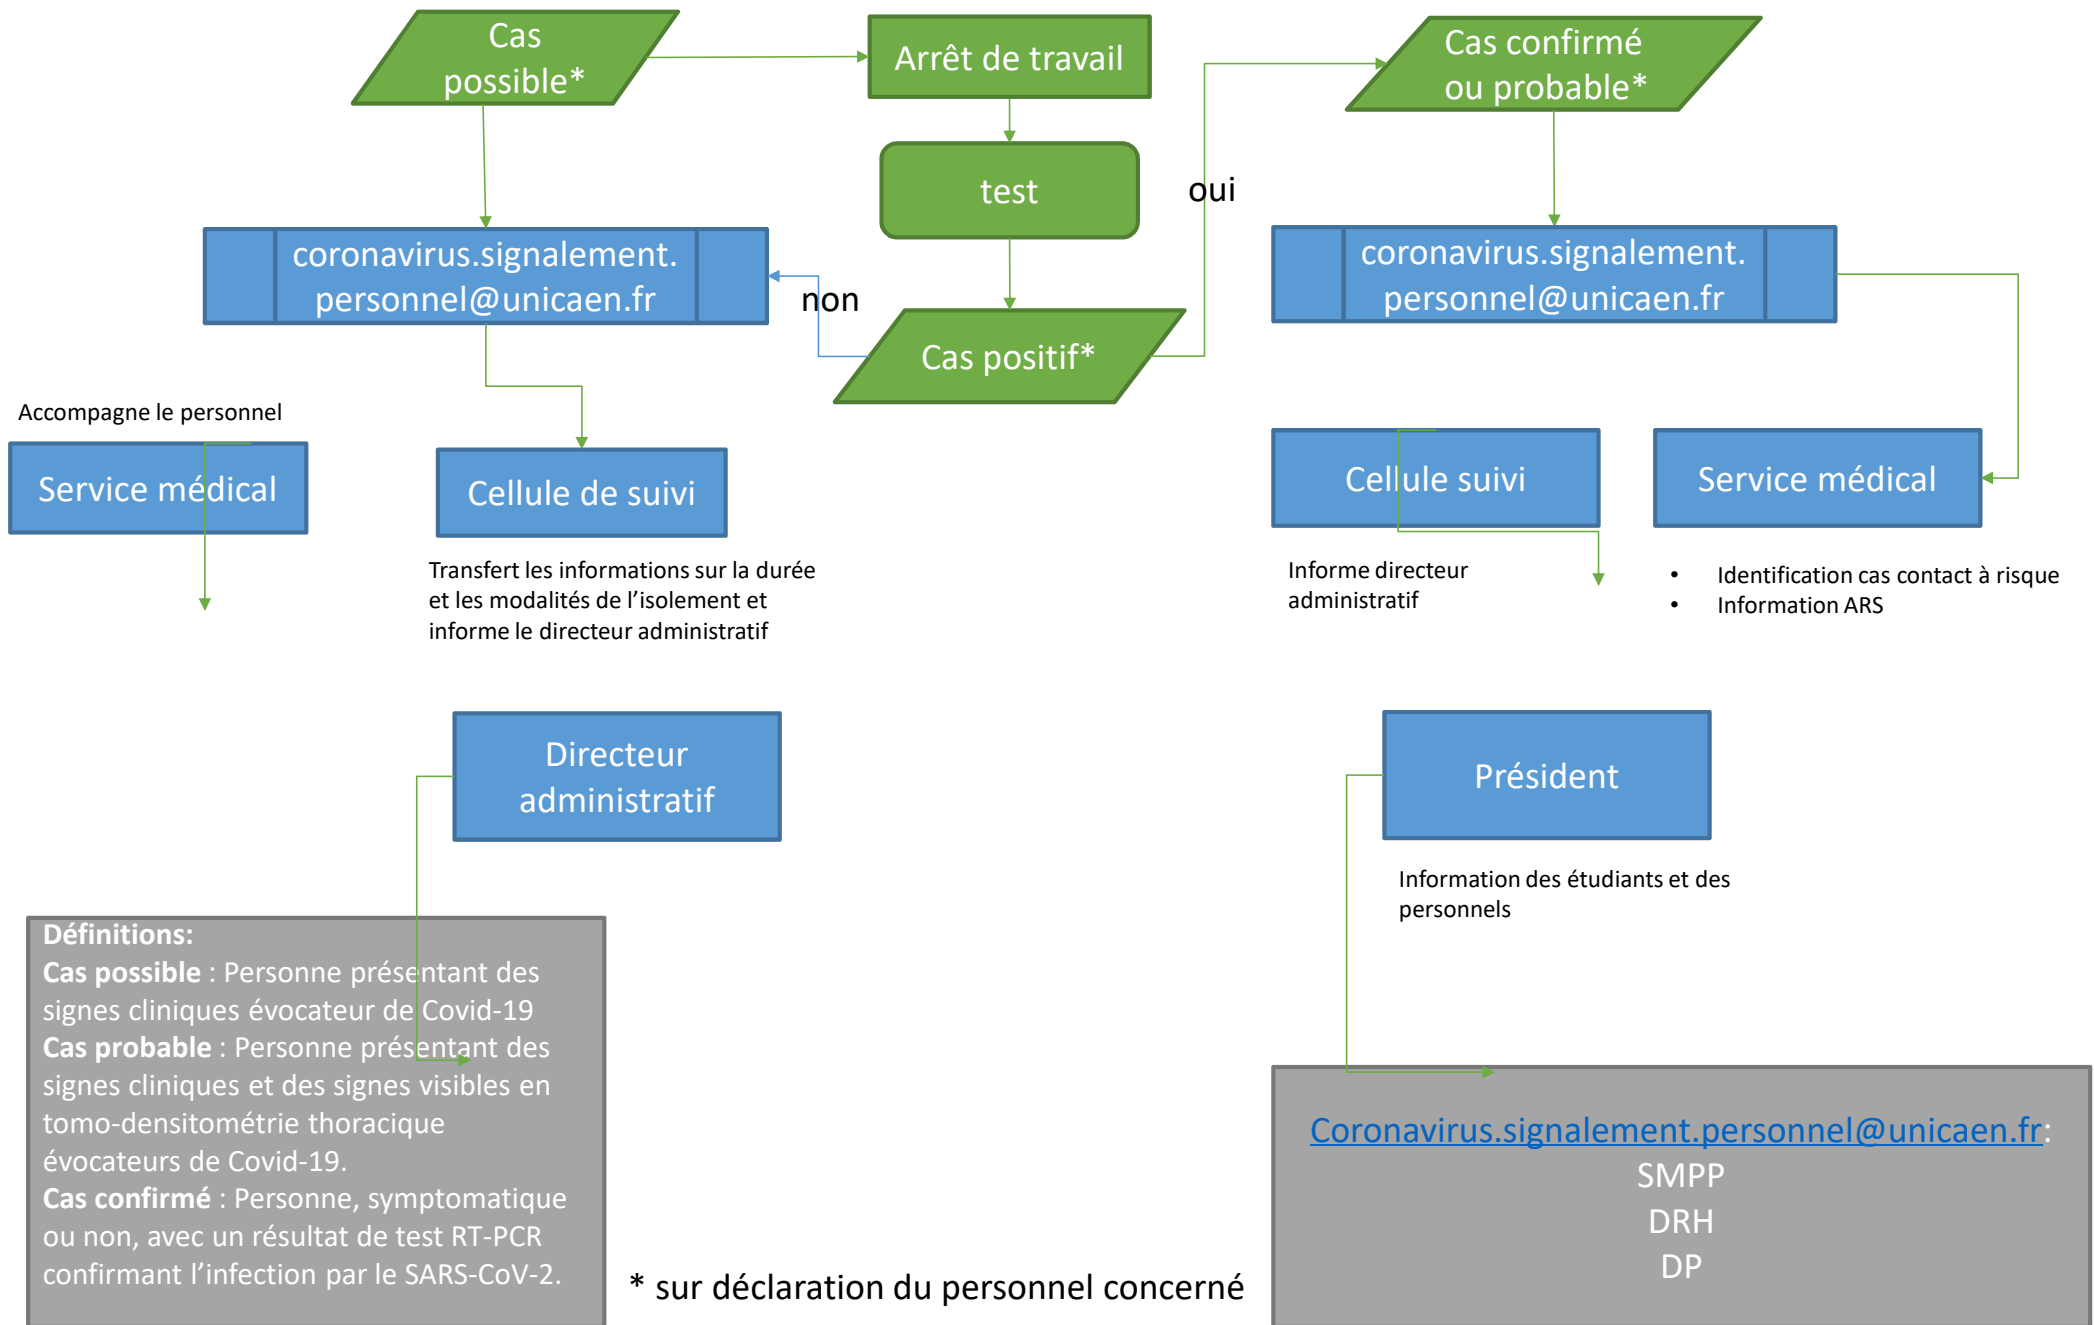 Cas
possible*
Arrêt de travail
Cas confirmé
ou probable*
test
oui
coronavirus.signalement.
personnel@unicaen.fr
non
coronavirus.signalement.
personnel@unicaen.fr
Cas positif*
Accompagne le personnel
Service médical
Cellule de suivi
Cellule suivi
Service médical
Transfert les informations sur la durée
et les modalités de l’isolement et
informe le directeur administratif
Informe directeur
administratif
• Identification cas contact à risque
• Information ARS
Directeur
administratif
Président
Information des étudiants et des
personnels
Définitions:
Cas possible : Personne présentant des
signes cliniques évocateur de Covid-19
Cas probable : Personne présentant des
signes cliniques et des signes visibles en
tomo-densitométrie thoracique
évocateurs de Covid-19.
Cas confirmé : Personne, symptomatique
ou non, avec un résultat de test RT-PCR
confirmant l’infection par le SARS-CoV-2.
Coronavirus.signalement.personnel@unicaen.fr:
SMPP
DRH
DP
* sur déclaration du personnel concerné